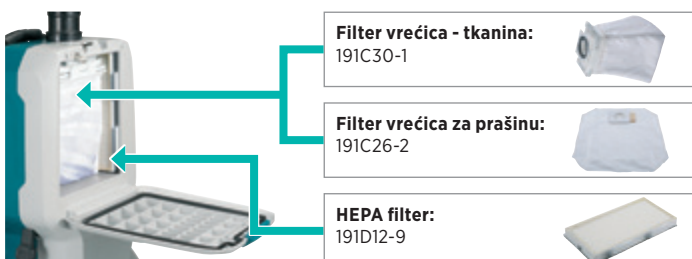 Filter vrećica - tkanina:
191C30-1
Filter vrećica za prašinu:
191C26-2
HEPA filter:
191D12-9